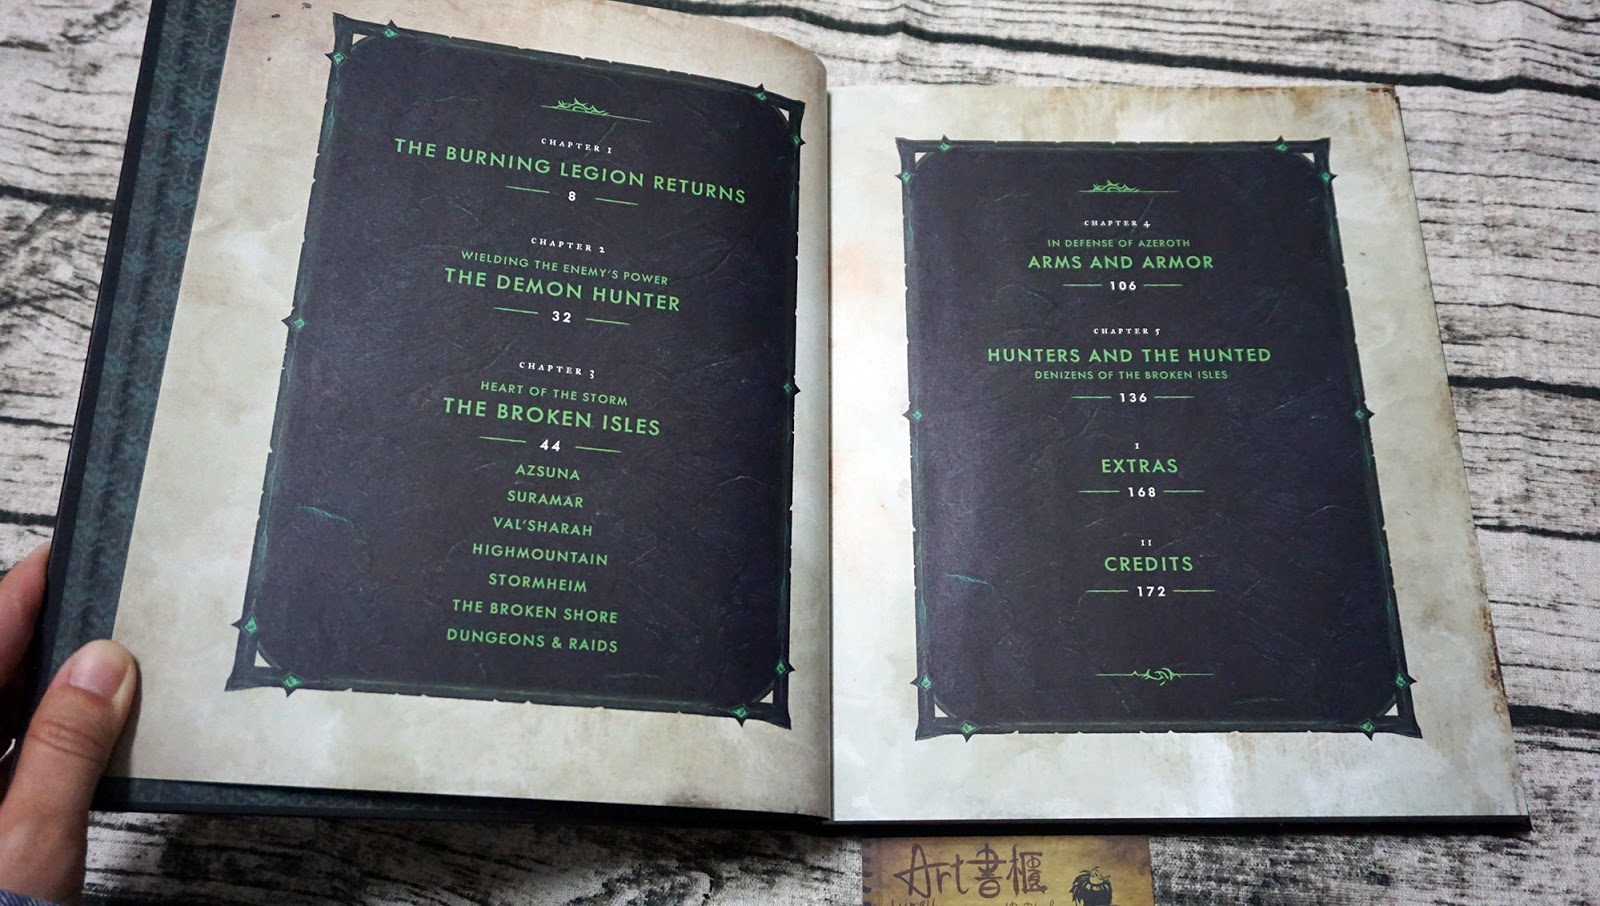 CHAPTER 1
THE BURNING LEGION RETURNS
8
CHAPTER 2
WIELDING THE ENEMY'S POWER
THE DEMON HUNTER
32
CHAPTER 3
HEART OF THE STORM
THE BROKEN ISLES
44
AZSUNA
SURAMAR
VAL'SHARAH
HIGHMOUNTAIN
STORMHEIM
THE BROKEN SHORE
DUNGEONS & RAIDS
CHAPTER 4
IN DEFENSE OF AZEROTH
ARMS AND ARMOR
106
CHAPTER 5
HUNTERS AND THE HUNTED
DENIZENS OF THE BROKEN ISLES
136
I
EXTRAS
168
II
CREDITS
172
Art書櫃